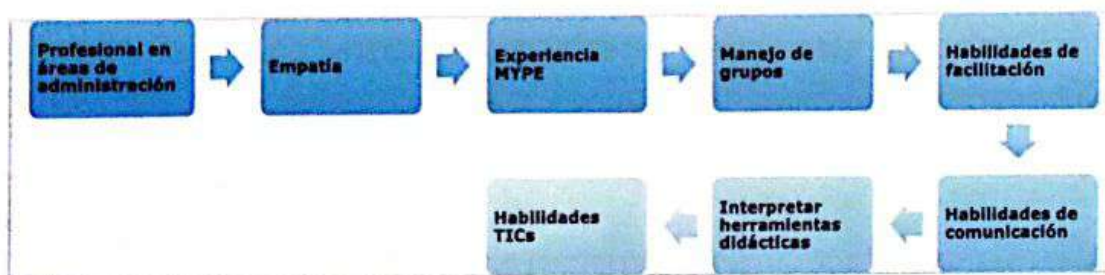 Profesional en
áreas de
administración
Empatía
Experiencia
MYPE
Manejo de
grupos
Habilidades de
facilitación
Habilidades de
comunicación
Interpretar
herramientas
didácticas
Habilidades
TICs